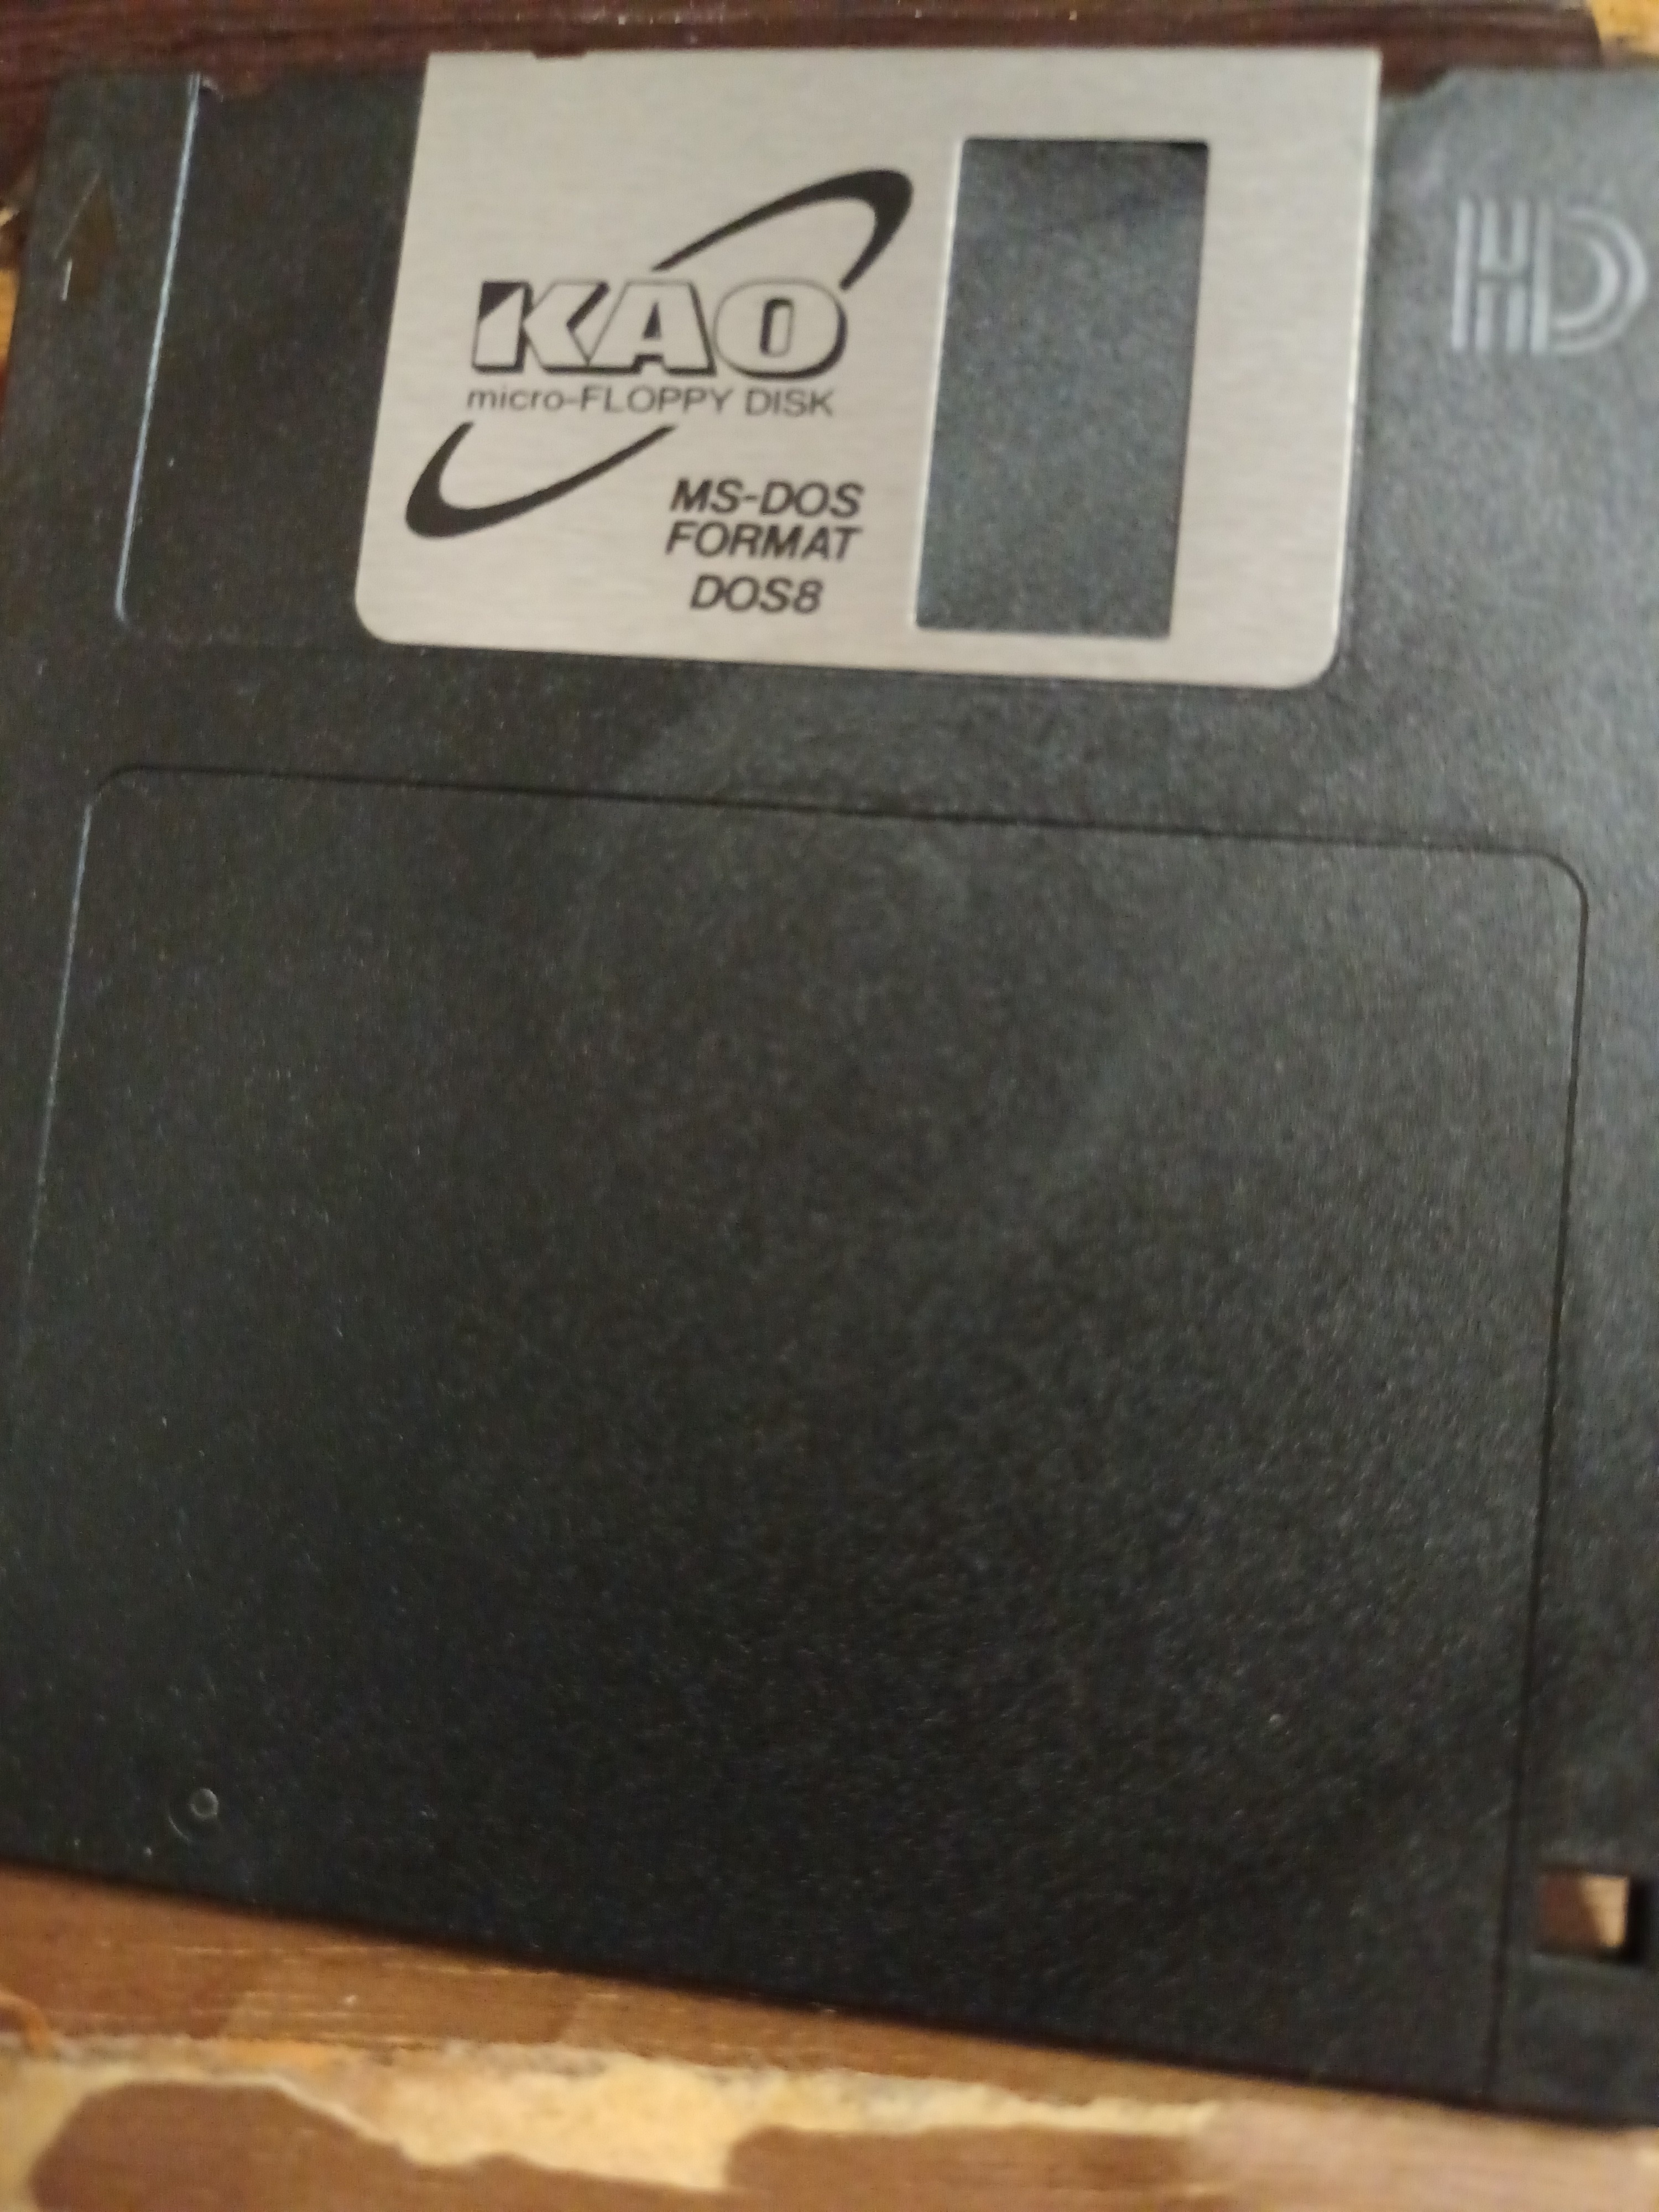 HD
KAO
micro-FLOPPY DISK
MS-DOS
FORMAT
DOS8